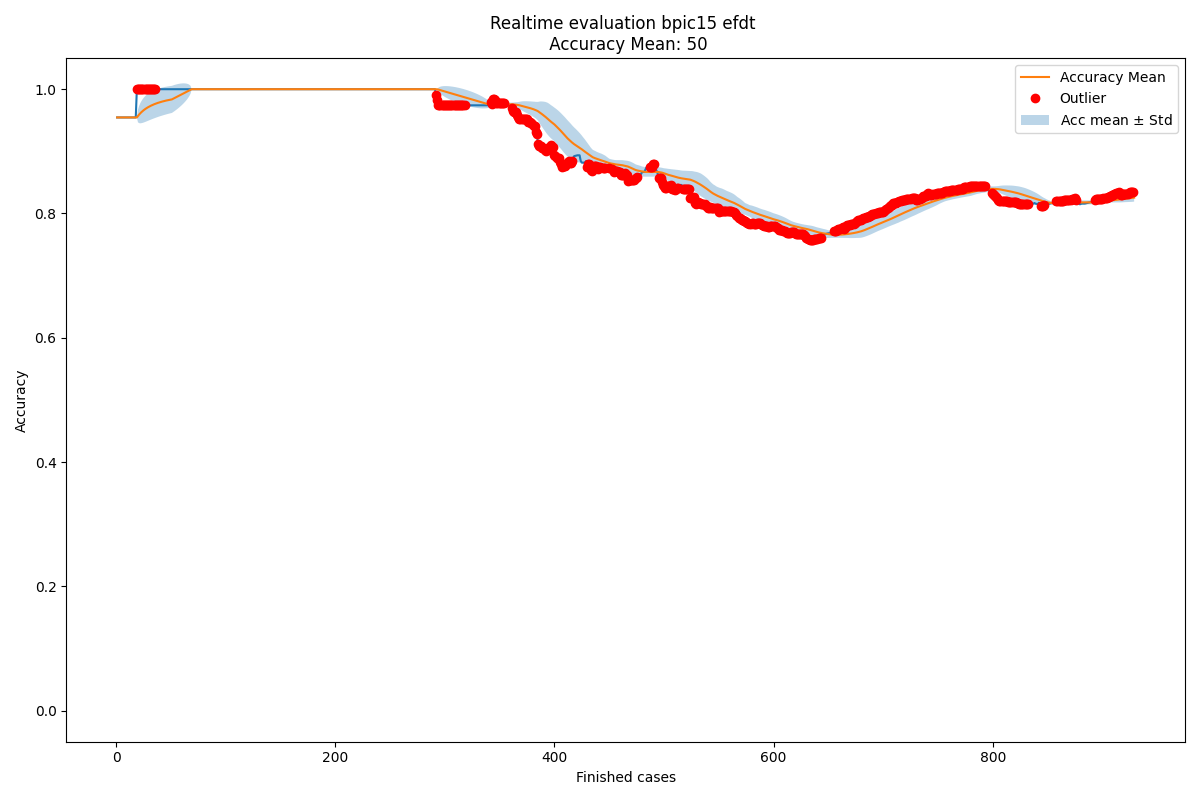 Realtime evaluation bpic15 efdt
Accuracy Mean: 50
Accuracy Mean
Outlier
Acc mean ± Std
1.0
0.8
0.6
0.4
0.2
0.0
Accuracy
0
200
400
600
800
Finished cases